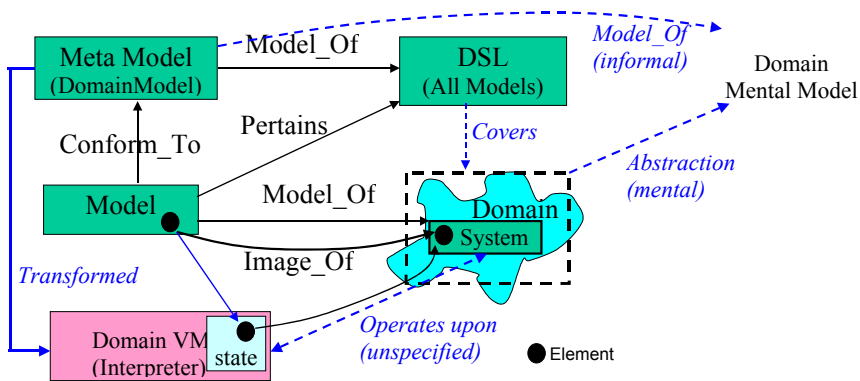 Meta Model
(DomainModel)
Model_Of
DSL
(All Models)
Model_Of
(informal)
Domain
Mental Model
Conform_To
Pertains
Covers
Abstraction
(mental)
Model
Model_Of
Domain
System
Image_Of
Transformed
Domain VM
(Interpreter)
state
Operates upon
(unspecified)
Element